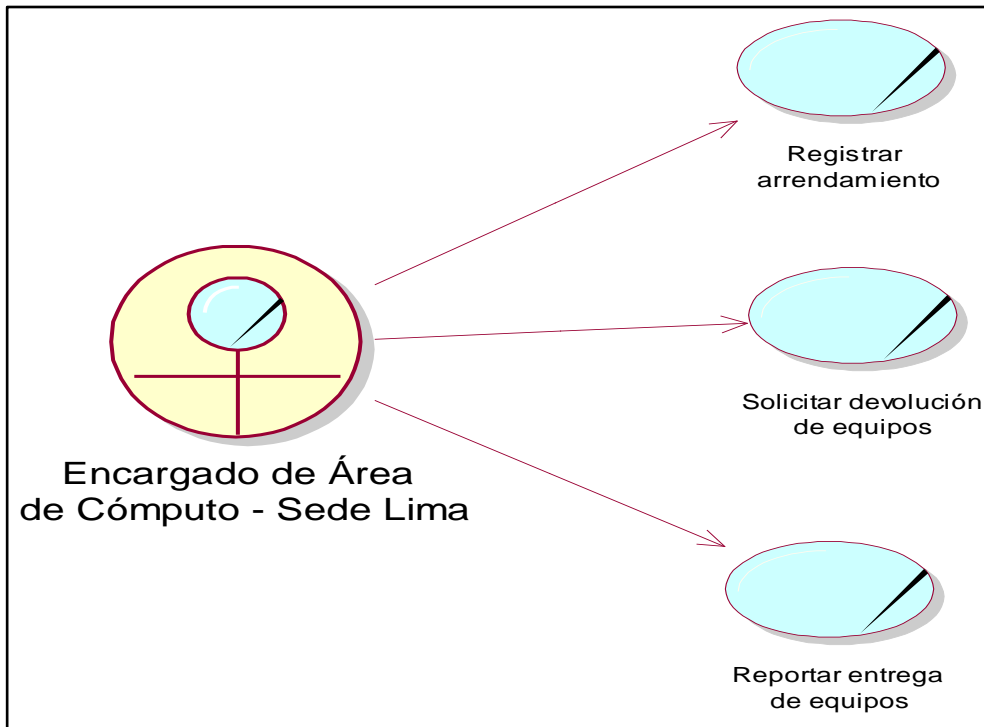 Registrar
arrendamiento
Solicitar devolución
de equipos
Encargado de Área
de Cómputo - Sede Lima
Reportar entrega
de equipos